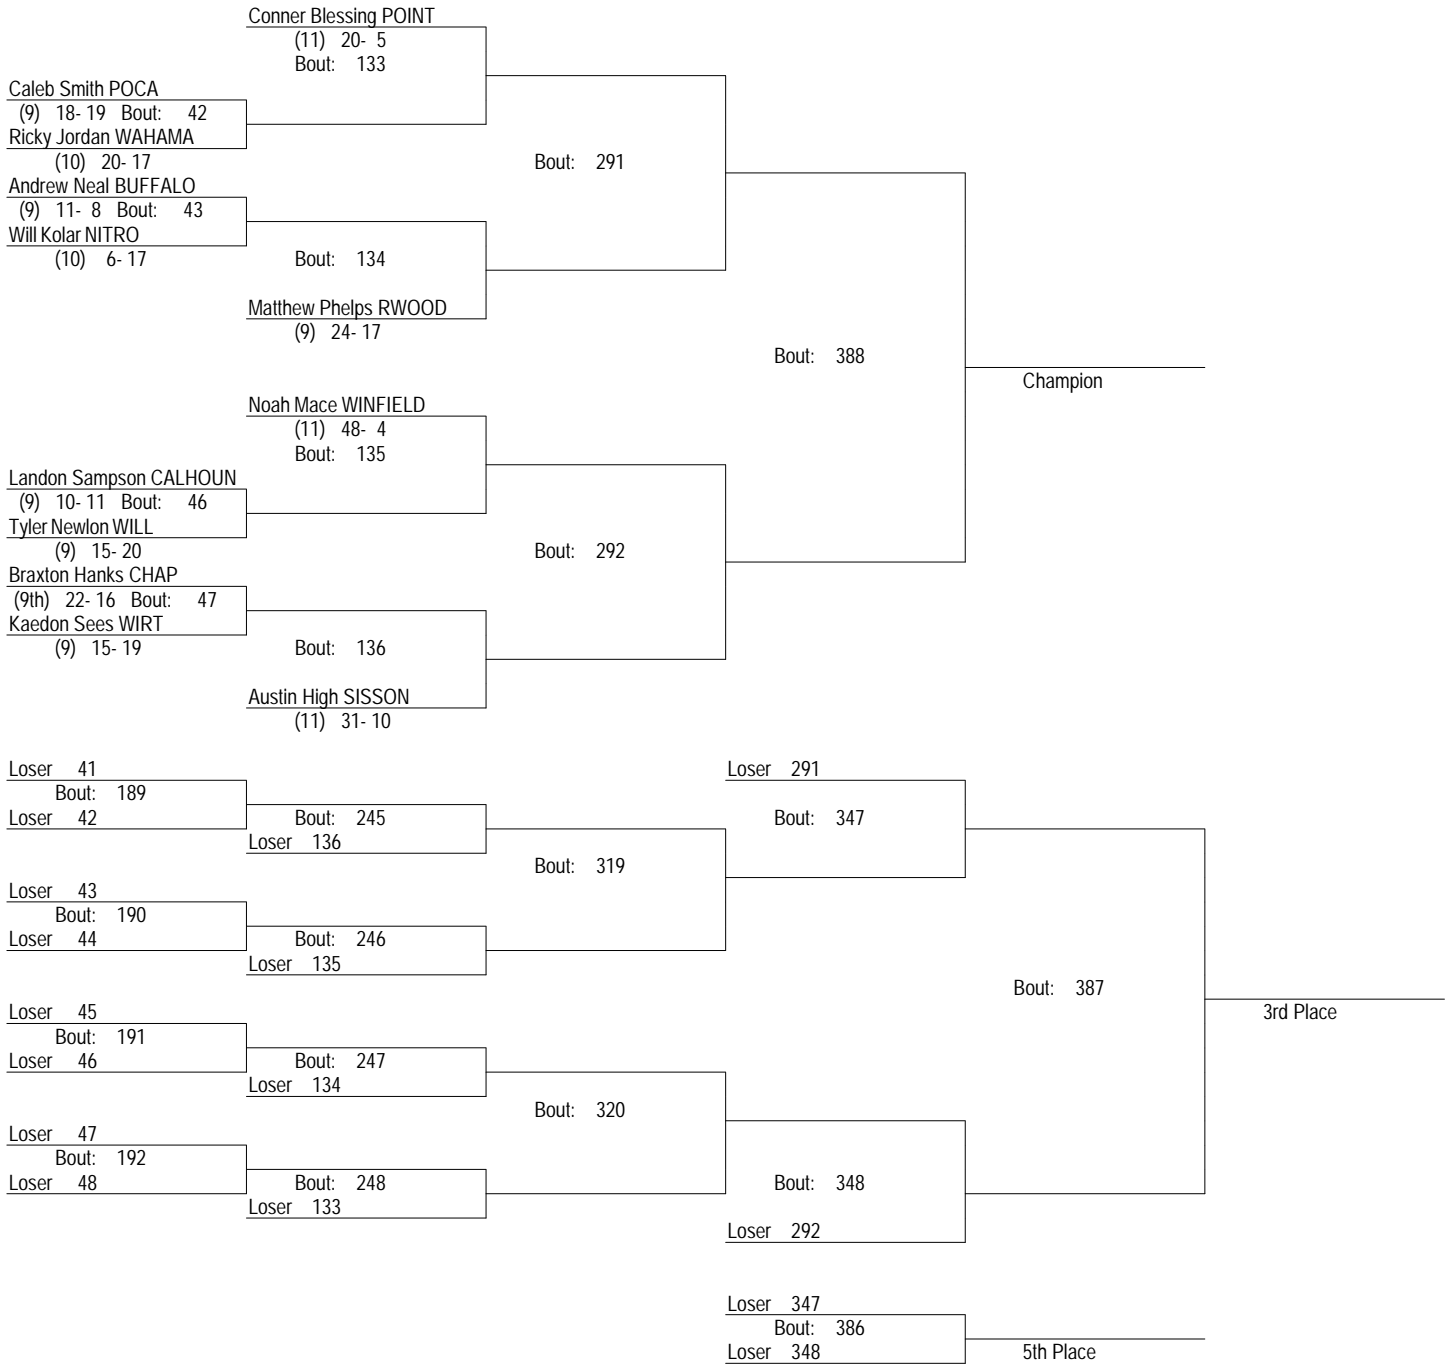 Conner Blessing POINT
(11) 20- 5
Bout: 133
Caleb Smith POCA
(9) 18- 19 Bout: 42
Ricky Jordan WAHAMA
(10) 20- 17
Bout: 291
Andrew Neal BUFFALO
(9) 11- 8 Bout: 43
Will Kolar NITRO
(10) 6- 17
Bout: 134
Matthew Phelps RWOOD
(9) 24- 17
Bout: 388
Champion
Noah Mace WINFIELD
(11) 48- 4
Bout: 135
Landon Sampson CALHOUN
(9) 10- 11 Bout: 46
Tyler Newlon WILL
(9) 15- 20
Bout: 292
Braxton Hanks CHAP
(9th) 22- 16 Bout: 47
Kaedon Sees WIRT
(9) 15- 19
Bout: 136
Austin High SISSON
(11) 31- 10
Loser 41
Bout: 189
Loser 42
Bout: 245
Loser 136
Loser 291
Bout: 347
Bout: 319
Loser 43
Bout: 190
Loser 44
Bout: 246
Loser 135
Bout: 387
3rd Place
Loser 45
Bout: 191
Loser 46
Bout: 247
Loser 134
Bout: 320
Loser 47
Bout: 192
Loser 48
Bout: 248
Loser 133
Bout: 348
Loser 292
Loser 347
Bout: 386
Loser 348
5th Place